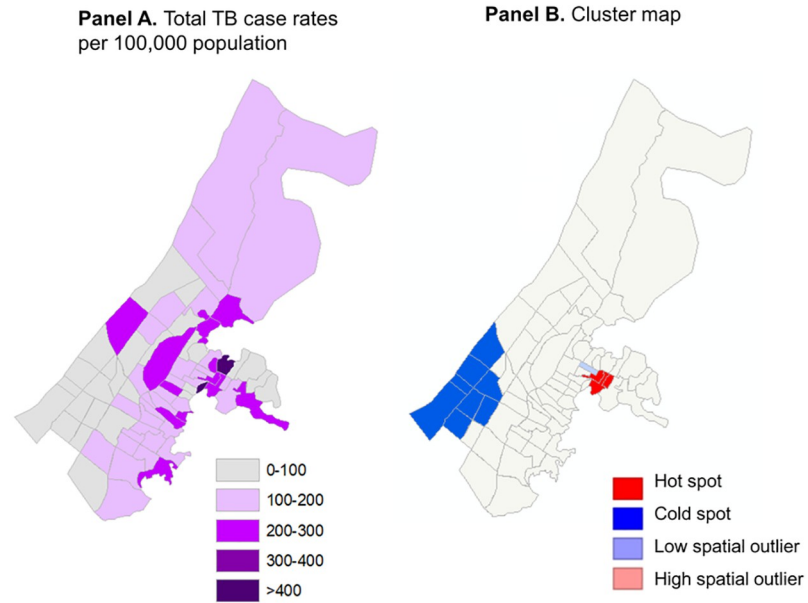 Panel A. Total TB case rates
per 100,000 population
Panel B. Cluster map
0-100
100-200
200-300
300-400
>400
Hot spot
Cold spot
Low spatial outlier
High spatial outlier